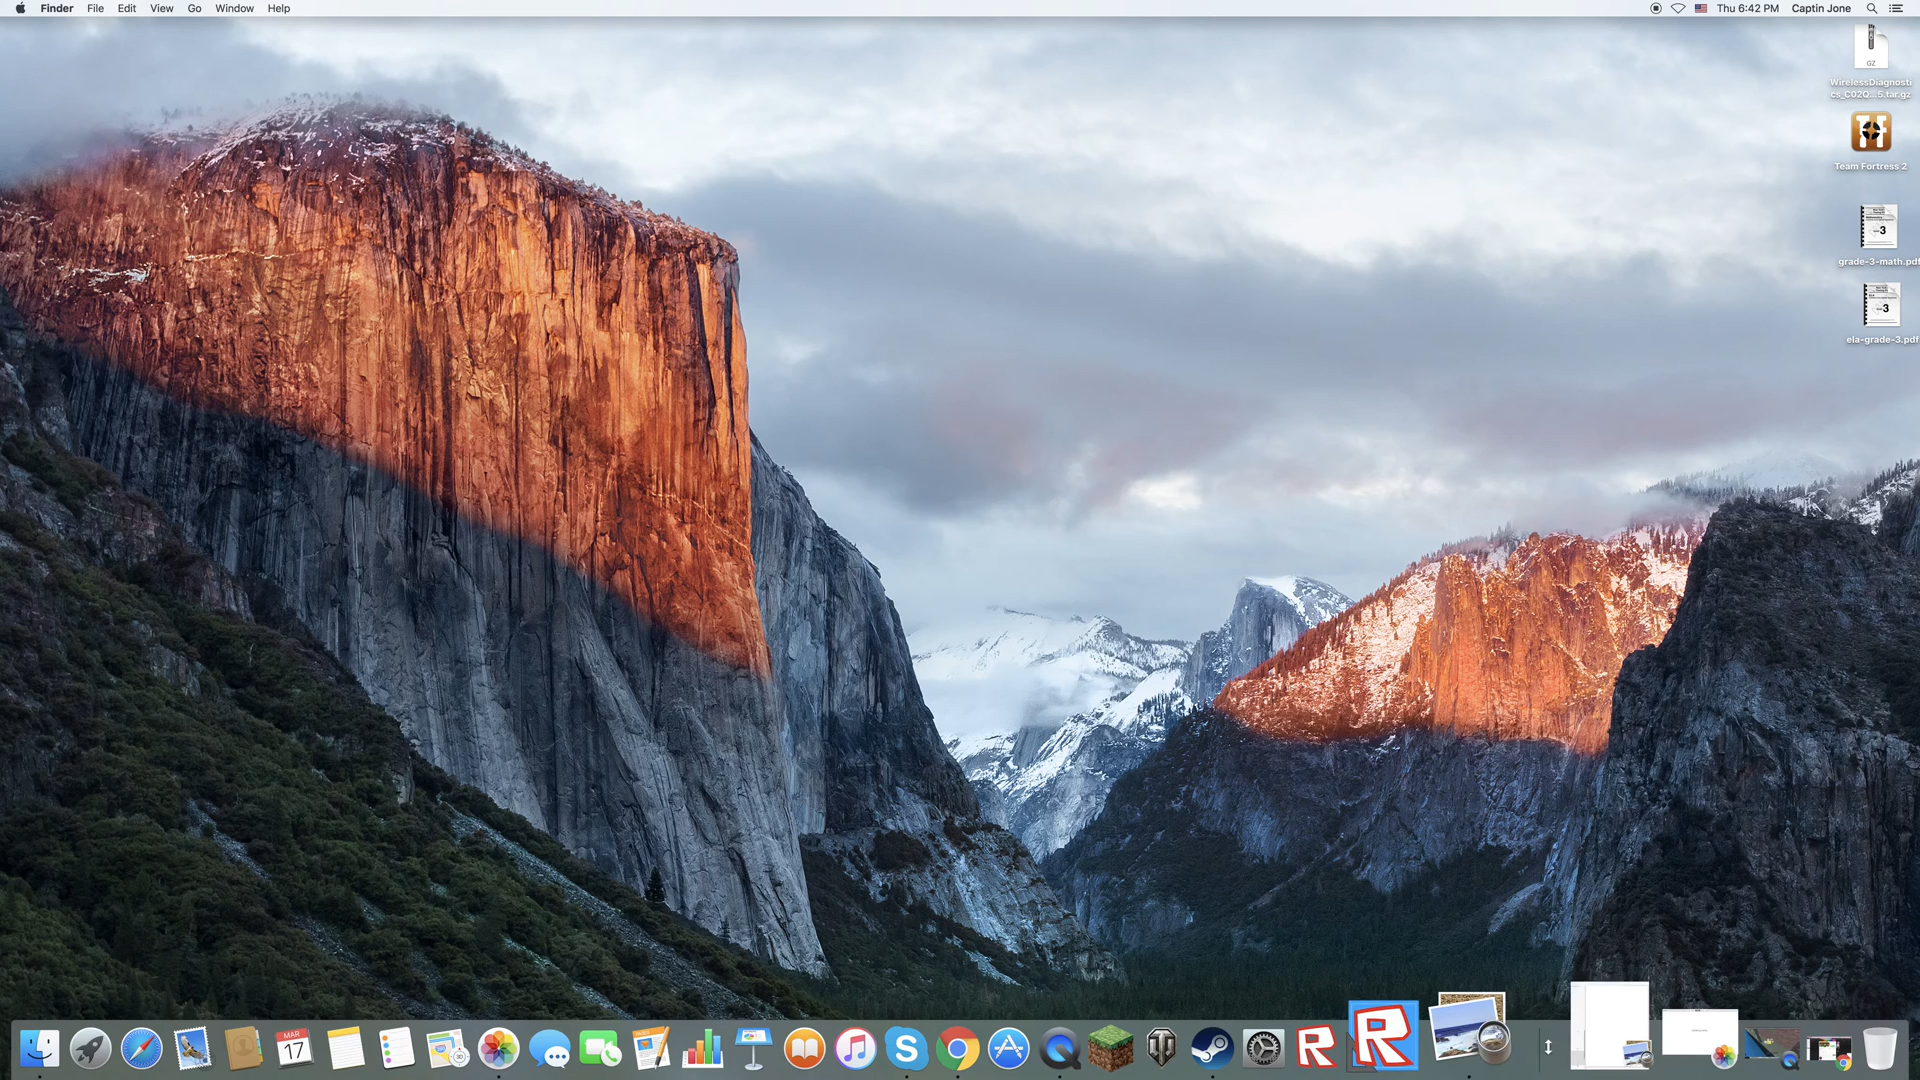 Finder File Edit View Go Window Help
Thu 6:42 PM Captin Jone
GZ
WirelessDiagnosti
cs_C02Q...5.tar.gz
Team Fortress 2
3
grade-3-math.pdf
3
ela-grade-3.pdf
MAR
17